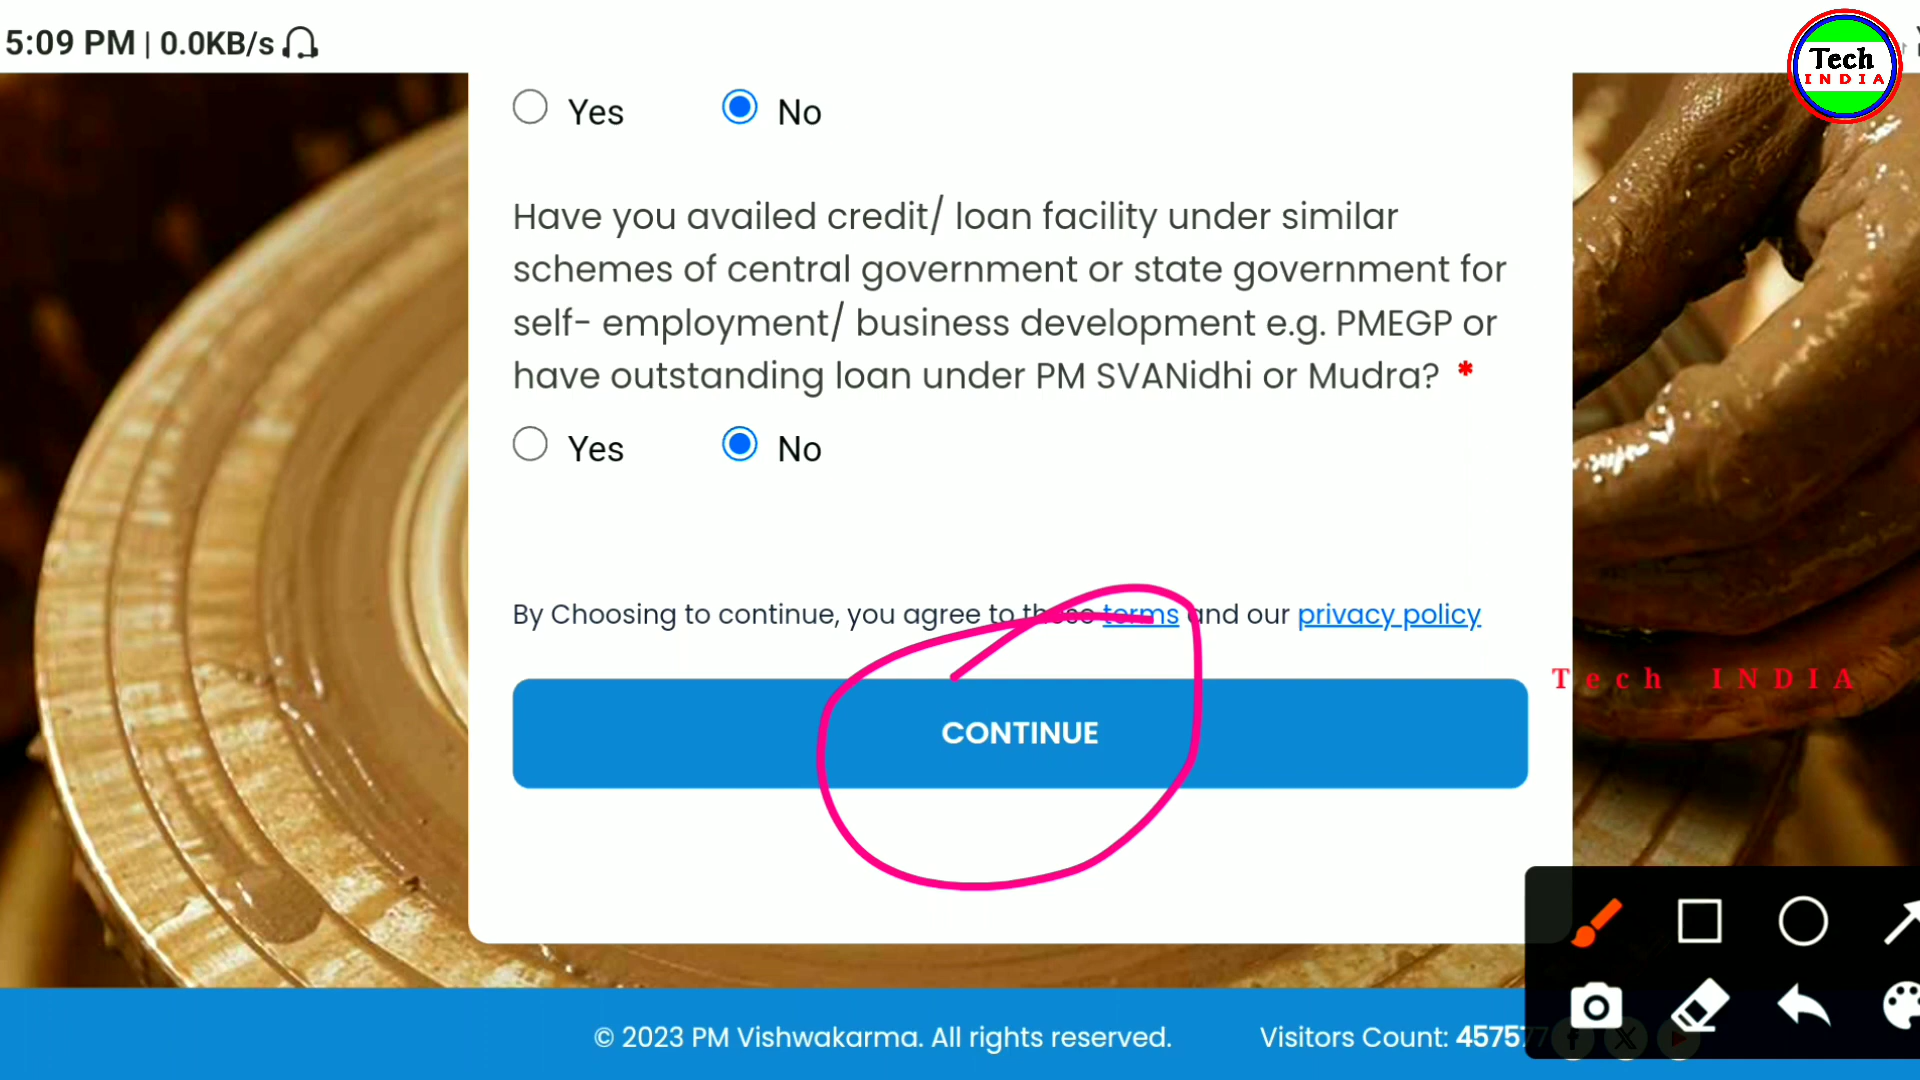 5:09 PM | 0.0KB/s
Tech
INDIA
Yes No
Have you availed credit/ loan facility under similar
schemes of central government or state government for
self- employment/ business development e.g. PMEGP or
have outstanding loan under PM SVANidhi or Mudra? *
Yes No
By Choosing to continue, you agree to these terms and our privacy policy
Tech INDIA
CONTINUE
© 2023 PM Vishwakarma. All rights reserved. Visitors Count: 457577